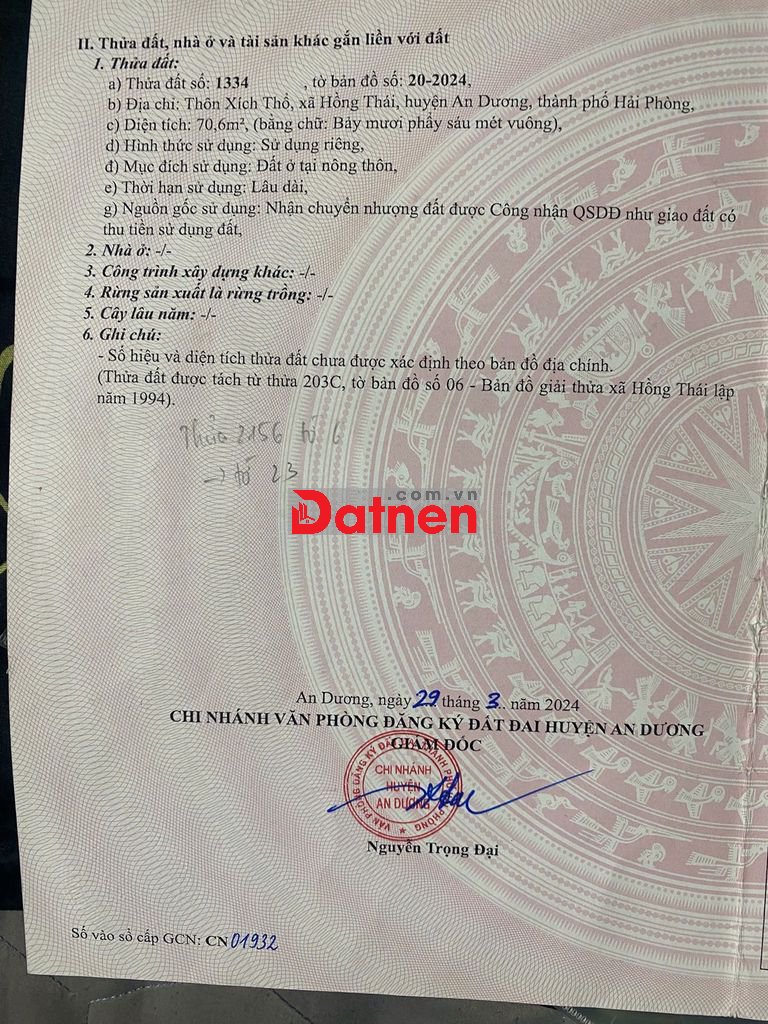 II. Thửa đất, nhà ở và tài sản khác gắn liền với đất
1. Thửa đất:
a) Thửa đất số: 1334 , tờ bản đồ số: 20-2024,
b) Địa chỉ: Thôn Xích Thổ, xã Hồng Thái, huyện An Dương, thành phố Hải Phòng,
c) Diện tích: 70,6m², (bằng chữ: Bảy mươi phẩy sáu mét vuông),
d) Hình thức sử dụng: Sử dụng riêng,
đ) Mục đích sử dụng: Đất ở tại nông thôn,
e) Thời hạn sử dụng: Lâu dài,
g) Nguồn gốc sử dụng: Nhận chuyển nhượng đất được Công nhận QSDĐ như giao đất có
thu tiền sử dụng đất,
2. Nhà ở: -/-
3. Công trình xây dựng khác: -/-
4. Rừng sản xuất là rừng trồng: -/-
5. Cây lâu năm: -/-
6. Ghi chú:
- Số hiệu và diện tích thửa đất chưa được xác định theo bản đồ địa chính.
(Thửa đất được tách từ thửa 203C, tờ bản đồ số 06 - Bản đồ giải thửa xã Hồng Thái lập
năm 1994).
Thửa 2156 tờ 6
→ tờ 23
.com.vn
Datnen
An Dương, ngày 29 tháng 3.. năm 2024
CHI NHÁNH VĂN PHÒNG ĐĂNG KÝ ĐẤT ĐAI HUYỆN AN DƯƠNG
GIÁM ĐỐC
CHI NHÁNH
HUYỆN
AN DƯƠNG
Nguyễn Trọng Đại
Số vào sổ cấp GCN: CN 01932